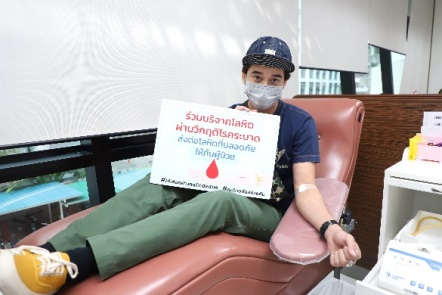 ร่วมบริจาคโลหิต
ผ่านวิกฤติโรคระบาด
ส่งต่อโลหิตที่ปลอดภัย
ให้กับผู้ป่วย